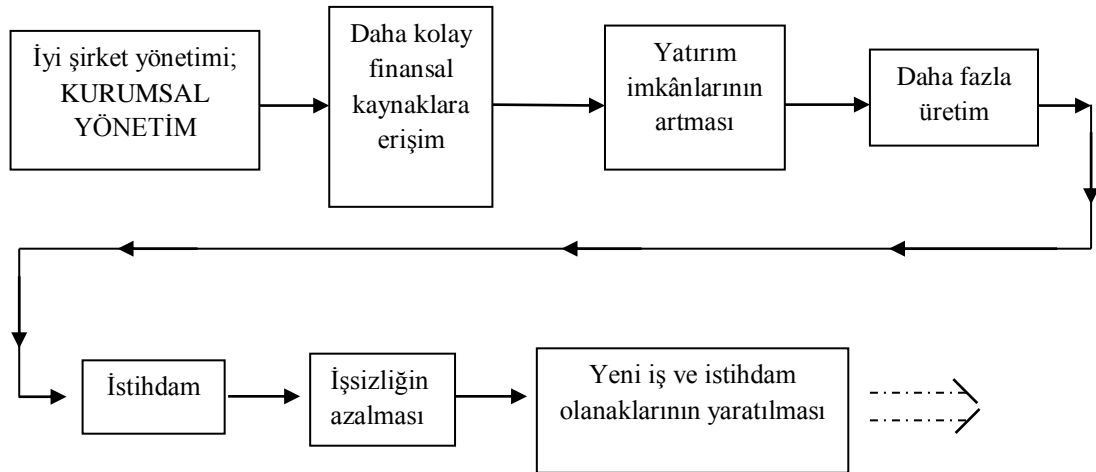 İyi şirket yönetimi;
KURUMSAL
YÖNETİM
Daha kolay
finansal
kaynaklara
erişim
Yatırım
imkânlarının
artması
Daha fazla
üretim
İstihdam
İşsizliğin
azalması
Yeni iş ve istihdam
olanaklarının yaratılması